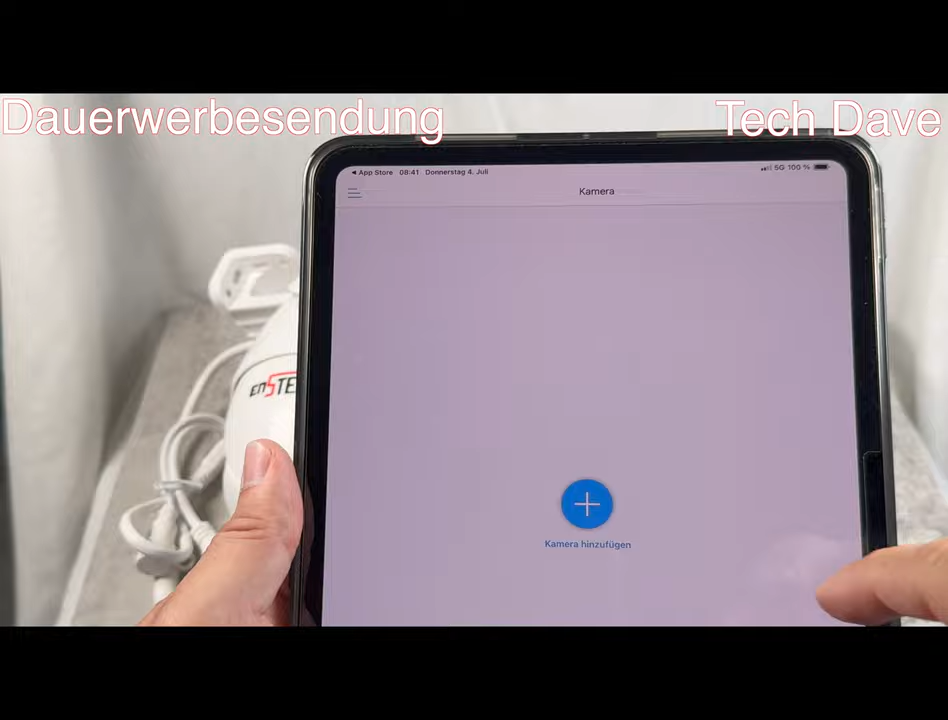 Dauerwerbesendung
Tech Dave
App Store 08:41 Donnerstag 4. Juli
5G 100 %
Kamera
Kamera hinzufügen